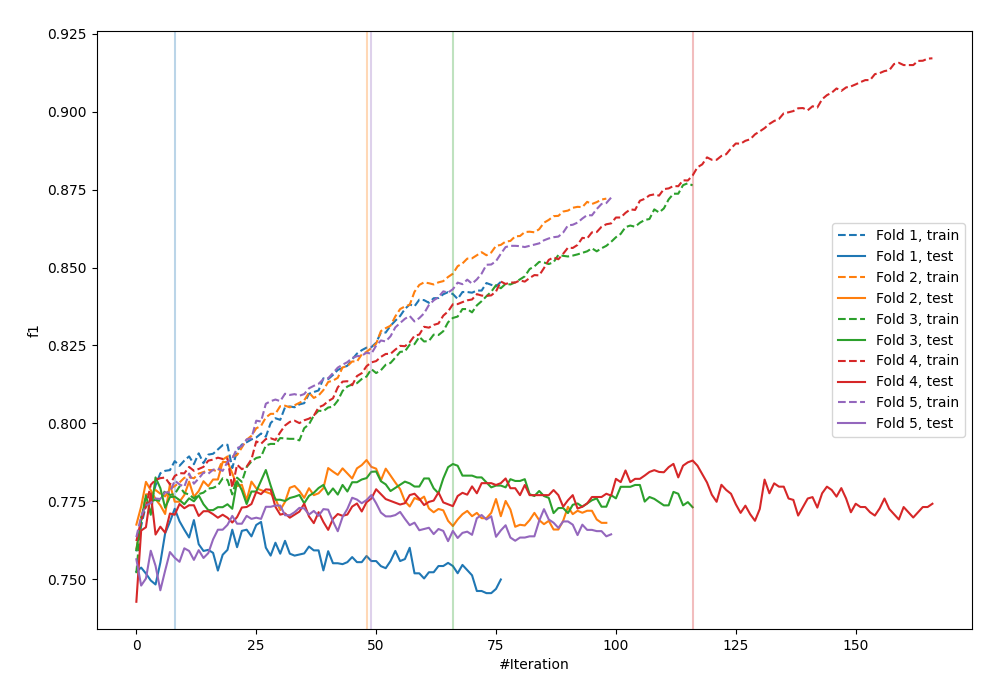 0.925
0.900
0.875
0.850
0.825
0.800
0.775
0.750
f1
0 25 50 75 100 125 150
#Iteration
Fold 1, train
Fold 1, test
Fold 2, train
Fold 2, test
Fold 3, train
Fold 3, test
Fold 4, train
Fold 4, test
Fold 5, train
Fold 5, test